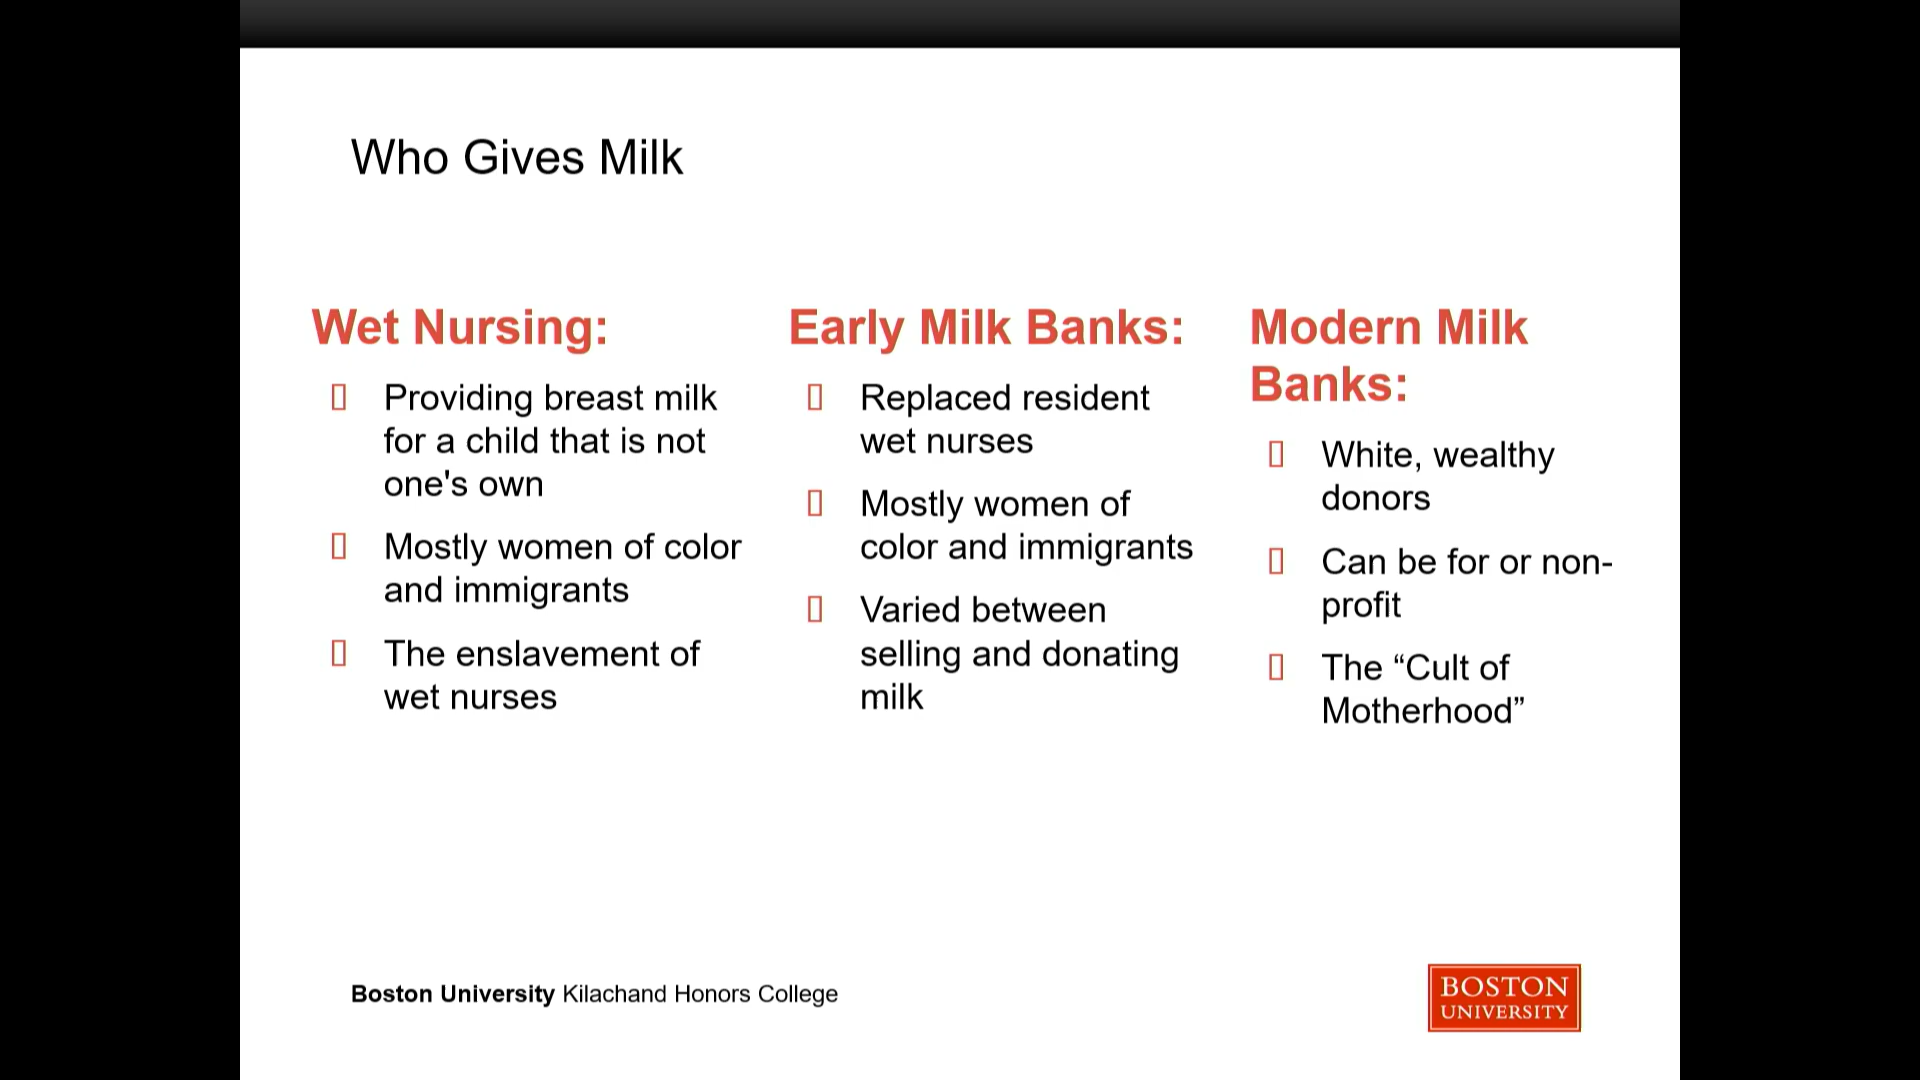 Who Gives Milk
Wet Nursing:
Providing breast milk
for a child that is not
one's own
Mostly women of color
and immigrants
The enslavement of
wet nurses
Early Milk Banks:
Replaced resident
wet nurses
Mostly women of
color and immigrants
Varied between
selling and donating
milk
Modern Milk
Banks:
White, wealthy
donors
Can be for or non-
profit
The “Cult of
Motherhood”
Boston University Kilachand Honors College
BOSTON
UNIVERSITY